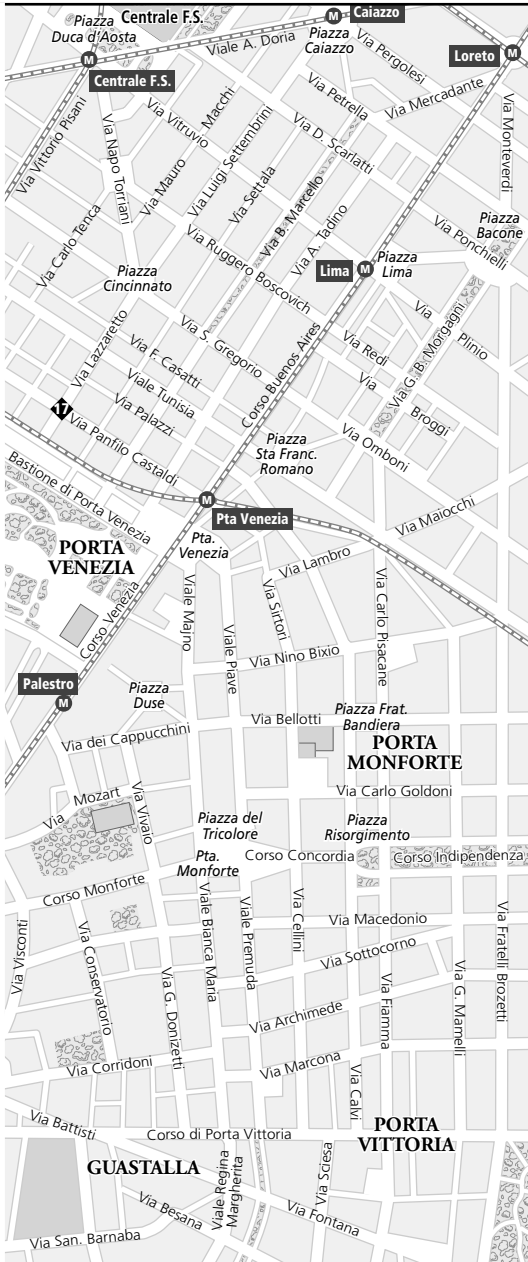 Piazza
Duca d'Aosta
Centrale F.S.
M
Caiazzo
Viale A. Doria
Piazza
Caiazzo
Via Pergolesi
Loreto
M
M
Centrale F.S.
Via Vittorio Pisani
Via Napo Torriani
Via Vitruvio
Macchi
Via Mauro
Via Luigi Settembrini
Via Petrella
Via Mercadante
Via D. Scarlatti
Via Monteverdi
Via Settala
Via B. Marcello
Via A. Tadino
Via Carlo Tenca
Piazza
Bacone
Via Ponchielli
Piazza
Cincinnato
Via Ruggero Boscovich
Lima
M
Piazza
Lima
Via
Plinio
Via G. B. Morgagni
Via Lazzaretto
Via S. Gregorio
Corso Buenos Aires
Via Redi
Via
Broggi
Via F. Casatti
Viale Tunisia
Via Palazzi
17
Via Panfilo Castaldi
Piazza
Sta Franc.
Romano
Via Omboni
Bastione di Porta Venezia
M
Pta Venezia
Via Maiocchi
PORTA
VENEZIA
Pta.
Venezia
Via Lambro
Corso Venezia
Viale Majno
Viale Piave
Via Sirtori
Via Carlo Pisacane
Via Nino Bixio
Palestro
M
Piazza
Duse
Via Bellotti
Piazza Frat.
Bandiera
Via dei Cappucchini
PORTA
MONFORTE
Via Mozart
Via Vivaio
Via Carlo Goldoni
Piazza del
Tricolore
Piazza
Risorgimento
Pta.
Monforte
Corso Concordia
Corso Indipendenza
Corso Monforte
Via Visconti
Via Conservatorio
Via G. Donizetti
Viale Bianca Maria
Viale Premuda
Via Cellini
Via Macedonio
Via Sottocorno
Via Fiamma
Via G. Mamelli
Via Fratelli Brozetti
Via Archimede
Via Corridoni
Via Marcona
Via Calvi
Via Battisti
Corso di Porta Vittoria
PORTA
VITTORIA
GUASTALLA
Viale Regina
Margherita
Via Sciesa
Via Besana
Via Fontana
Via San. Barnaba